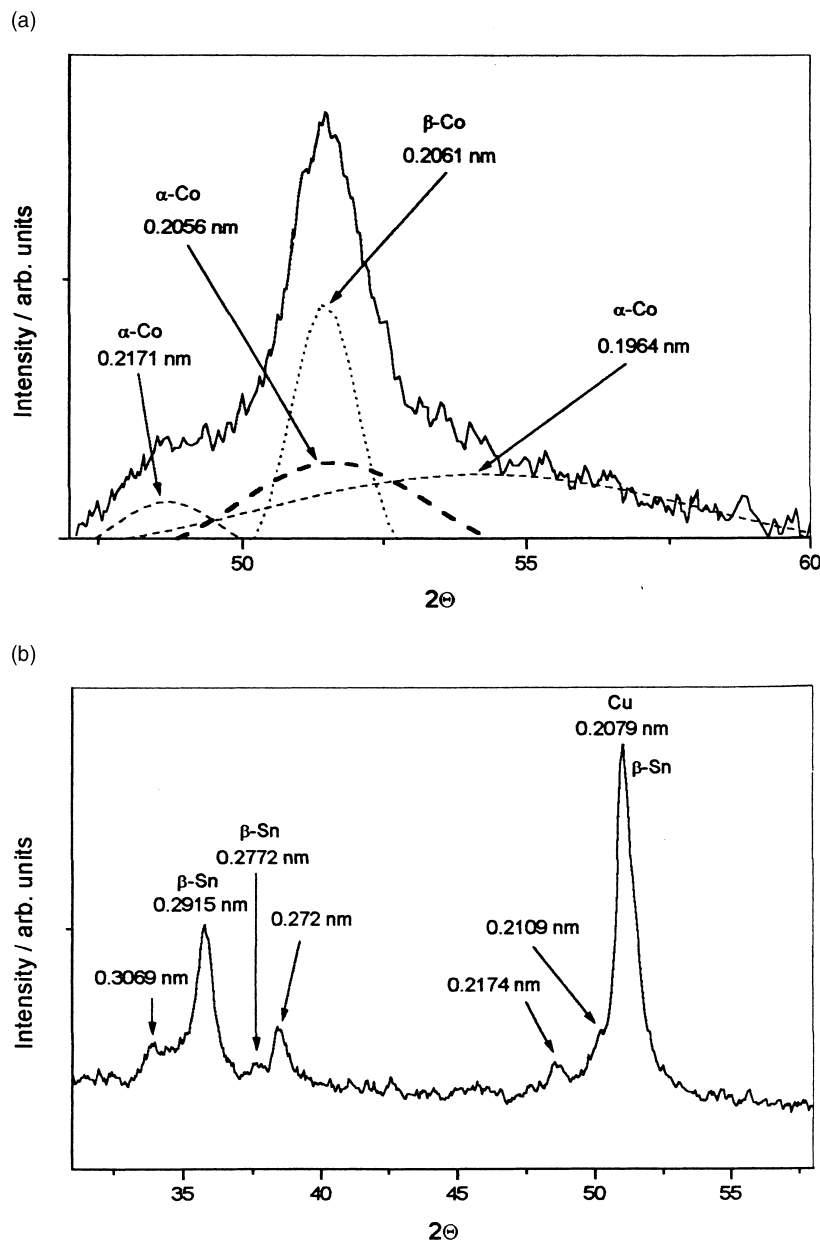 (a)
β-Co
0.2061 nm
α-Co
0.2056 nm
α-Co
0.1964 nm
α-Co
0.2171 nm
Intensity / arb. units
50
55
60
2Θ
(b)
Cu
0.2079 nm
β-Sn
β-Sn
0.2772 nm
β-Sn
0.2915 nm
0.272 nm
0.2109 nm
0.3069 nm
0.2174 nm
Intensity / arb. units
35
40
45
50
55
2Θ